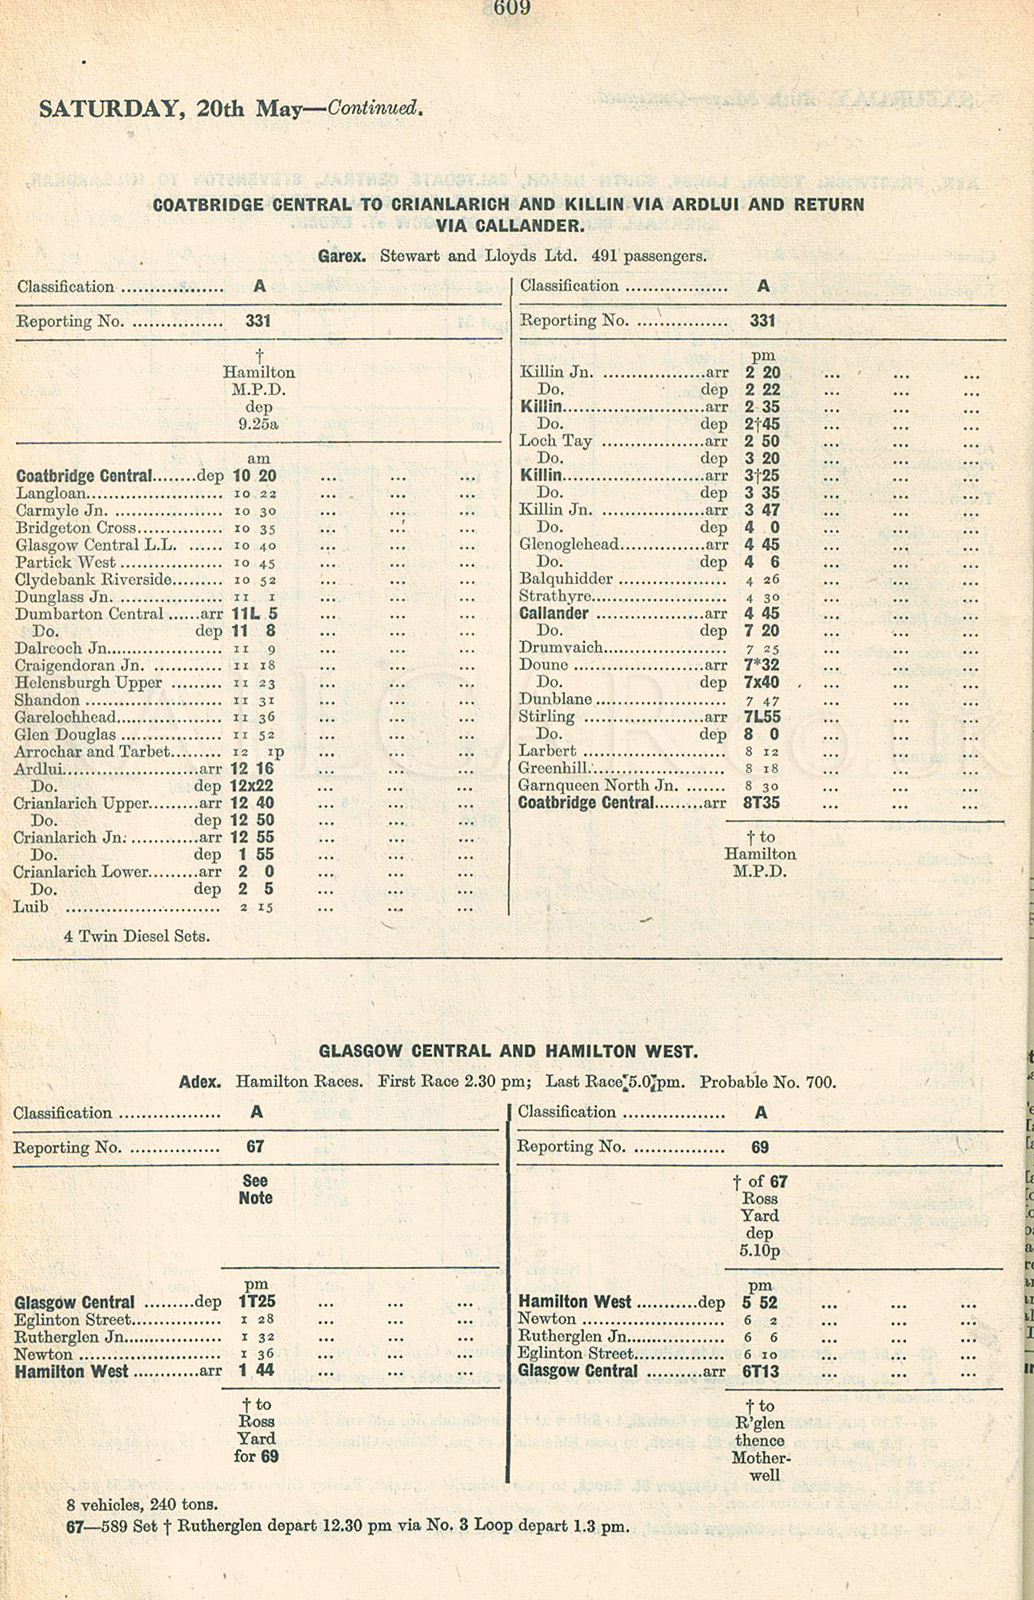 609
SATURDAY, 20th May—Continued.
COATBRIDGE CENTRAL TO CRIANLARICH AND KILLIN VIA ARDLUI AND RETURN
VIA CALLANDER.
Garex. Stewart and Lloyds Ltd. 491 passengers.
Classification ................ A
Reporting No. ............... 331
†
Hamilton
M.P.D.
dep
9.25a
am
Coatbridge Central.......dep 10 20 ... ... ...
Langloan...................... 10 22 ... ... ...
Carmyle Jn. .................. 10 30 ... ... ...
Bridgeton Cross.............. 10 35 ... ... ...
Glasgow Central L.L. ...... 10 40 ... ... ...
Partick West ................. 10 45 ... ... ...
Clydebank Riverside........ 10 52 ... ... ...
Dunglass Jn. ................. 11 1 ... ... ...
Dumbarton Central ......arr 11L 5 ... ... ...
Do. dep 11 8 ... ... ...
Dalreoch Jn................... 11 9 ... ... ...
Craigendoran Jn. ............ 11 18 ... ... ...
Helensburgh Upper ........ 11 23 ... ... ...
Shandon ...................... 11 31 ... ... ...
Garelochhead................. 11 36 ... ... ...
Glen Douglas ................ 11 52 ... ... ...
Arrochar and Tarbet........ 12 1p ... ... ...
Ardlui.......................arr 12 16 ... ... ...
Do. dep 12x22 ... ... ...
Crianlarich Upper........arr 12 40 ... ... ...
Do. dep 12 50 ... ... ...
Crianlarich Jn. ...........arr 12 55 ... ... ...
Do. dep 1 55 ... ... ...
Crianlarich Lower........arr 2 0 ... ... ...
Do. dep 2 5 ... ... ...
Luib ........................ 2 15 ... ... ...
4 Twin Diesel Sets.
Classification ................ A
Reporting No. ............... 331
pm
Killin Jn. .................arr 2 20 ... ... ...
Do. dep 2 22 ... ... ...
Killin.......................arr 2 35 ... ... ...
Do. dep 2†45 ... ... ...
Loch Tay .................arr 2 50 ... ... ...
Do. dep 3 20 ... ... ...
Killin.......................arr 3†25 ... ... ...
Do. dep 3 35 ... ... ...
Killin Jn. .................arr 3 47 ... ... ...
Do. dep 4 0 ... ... ...
Glenoglehead..............arr 4 45 ... ... ...
Do. dep 4 6 ... ... ...
Balquhidder .................. 4 26 ... ... ...
Strathyre...................... 4 30 ... ... ...
Callander .................arr 4 45 ... ... ...
Do. dep 7 20 ... ... ...
Drumvaich.................... 7 25 ... ... ...
Doune .....................arr 7*32 ... ... ...
Do. dep 7x40 ... ... ...
Dunblane ..................... 7 47 ... ... ...
Stirling ....................arr 7L55 ... ... ...
Do. dep 8 0 ... ... ...
Larbert ....................... 8 12 ... ... ...
Greenhill...................... 8 18 ... ... ...
Garnqueen North Jn. ....... 8 30 ... ... ...
Coatbridge Central.......arr 8T35 ... ... ...
† to
Hamilton
M.P.D.
RAILCAR.co.UK
GLASGOW CENTRAL AND HAMILTON WEST.
Adex. Hamilton Races. First Race 2.30 pm; Last Race 5.0 pm. Probable No. 700.
Classification ................ A
Reporting No. ............... 67
See
Note
pm
Glasgow Central .........dep 1T25 ... ... ...
Eglinton Street............... 1 28 ... ... ...
Rutherglen Jn................. 1 32 ... ... ...
Newton ....................... 1 36 ... ... ...
Hamilton West ............arr 1 44 ... ... ...
† to
Ross
Yard
for 69
Classification ................ A
Reporting No. ............... 69
† of 67
Ross
Yard
dep
5.10p
pm
Hamilton West ...........dep 5 52 ... ... ...
Newton ....................... 6 2 ... ... ...
Rutherglen Jn................. 6 6 ... ... ...
Eglinton Street............... 6 10 ... ... ...
Glasgow Central .........arr 6T13 ... ... ...
† to
R'glen
thence
Mother-
well
8 vehicles, 240 tons.
67—589 Set † Rutherglen depart 12.30 pm via No. 3 Loop depart 1.3 pm.